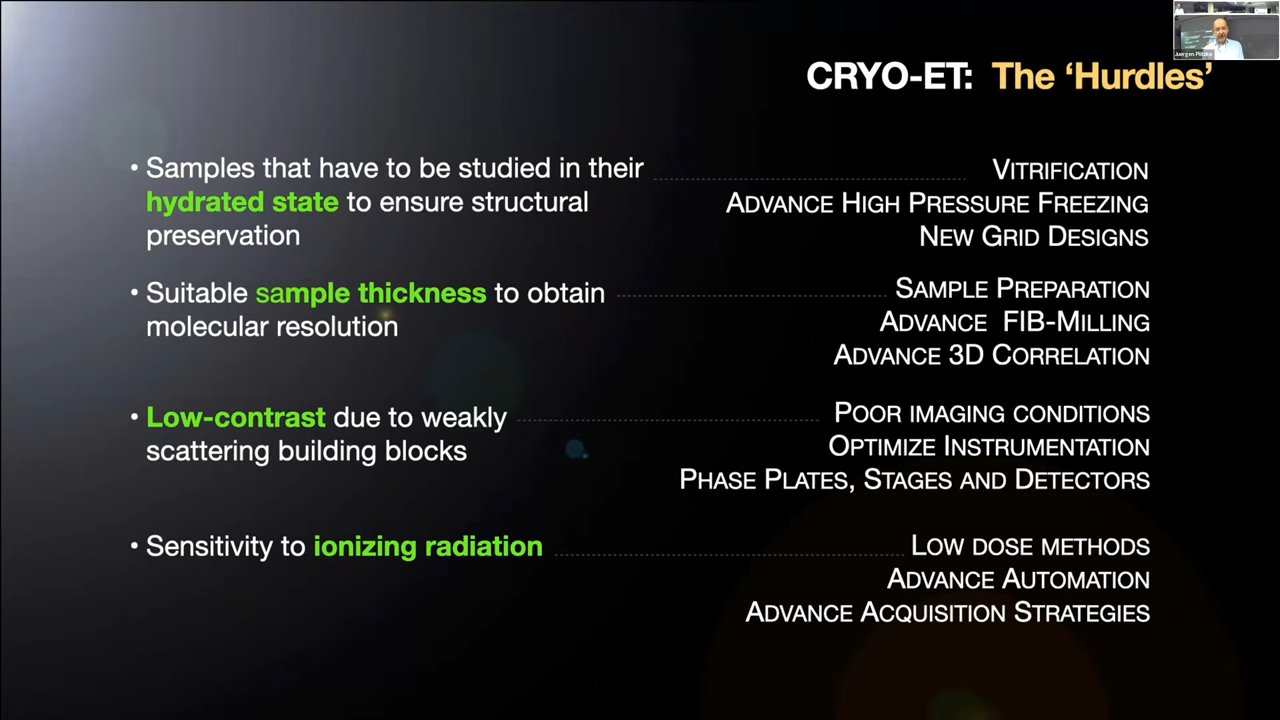 Juergen Plitzko
CRYO-ET: The ‘Hurdles’
• Samples that have to be studied in their
hydrated state to ensure structural
preservation
VITRIFICATION
ADVANCE HIGH PRESSURE FREEZING
NEW GRID DESIGNS
• Suitable sample thickness to obtain
molecular resolution
SAMPLE PREPARATION
ADVANCE FIB-MILLING
ADVANCE 3D CORRELATION
• Low-contrast due to weakly
scattering building blocks
POOR IMAGING CONDITIONS
OPTIMIZE INSTRUMENTATION
PHASE PLATES, STAGES AND DETECTORS
• Sensitivity to ionizing radiation
LOW DOSE METHODS
ADVANCE AUTOMATION
ADVANCE ACQUISITION STRATEGIES